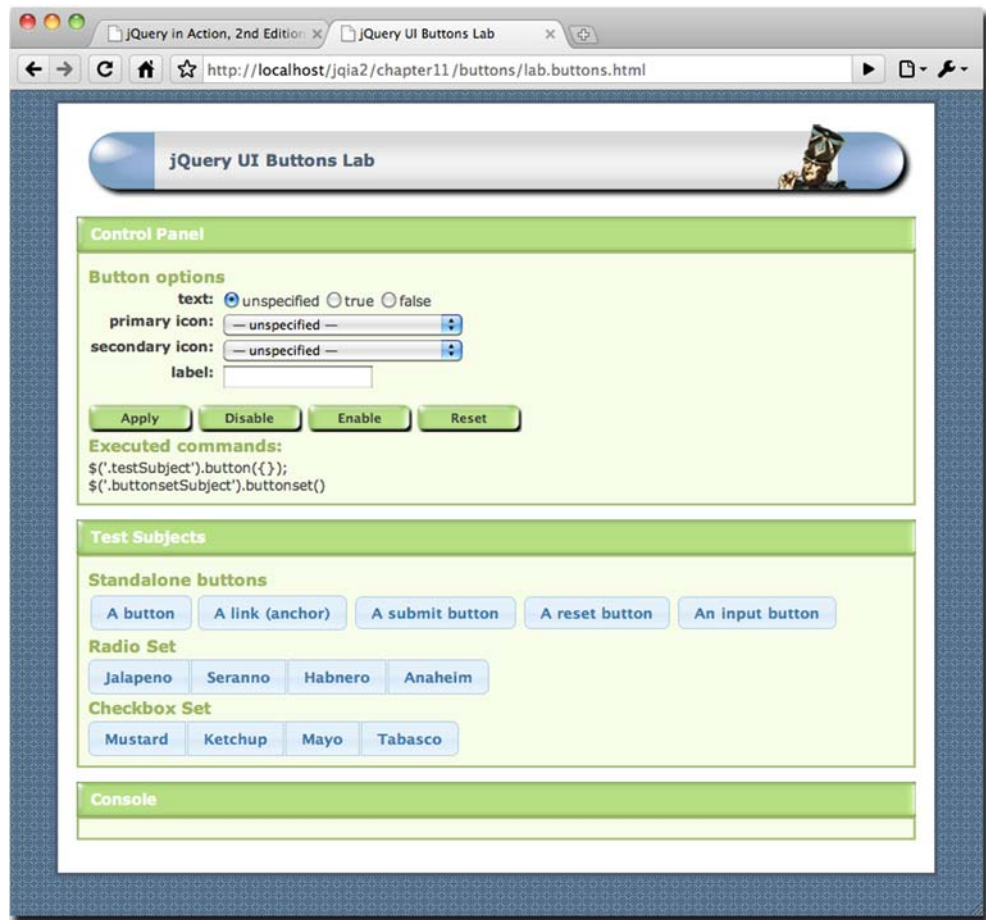 jQuery in Action, 2nd Edition
jQuery UI Buttons Lab
http://localhost/jqia2/chapter11/buttons/lab.buttons.html
jQuery UI Buttons Lab
Control Panel
Button options
text: unspecified true false
primary icon: — unspecified —
secondary icon: — unspecified —
label:
Apply Disable Enable Reset
Executed commands:
$('.testSubject').button({});
$('.buttonsetSubject').buttonset()
Test Subjects
Standalone buttons
A button A link (anchor) A submit button A reset button An input button
Radio Set
Jalapeno Seranno Habnero Anaheim
Checkbox Set
Mustard Ketchup Mayo Tabasco
Console